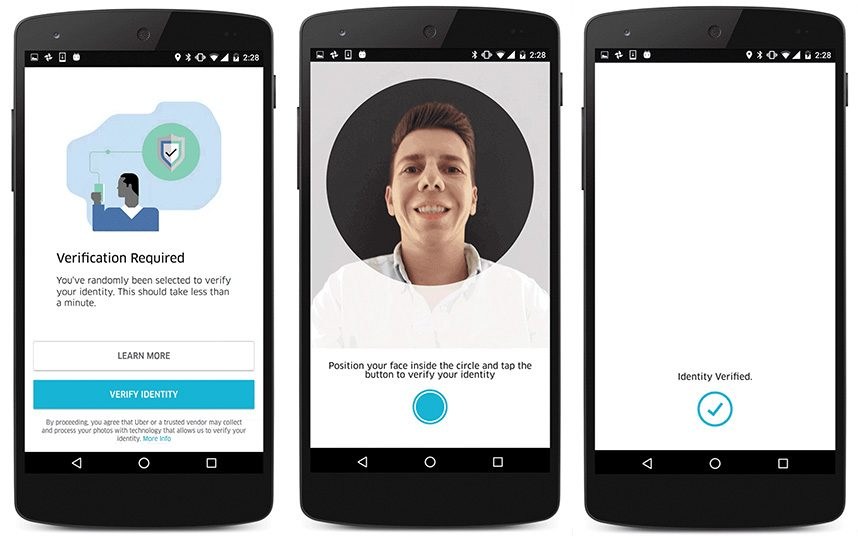 2:28
Verification Required
You've randomly been selected to verify
your identity. This should take less than
a minute.
LEARN MORE
VERIFY IDENTITY
By proceeding, you agree that Uber or a trusted vendor may collect
and process your photos with technology that allows us to verify your
identity. More Info
2:28
Position your face inside the circle and tap the
button to verify your identity
2:28
Identity Verified.